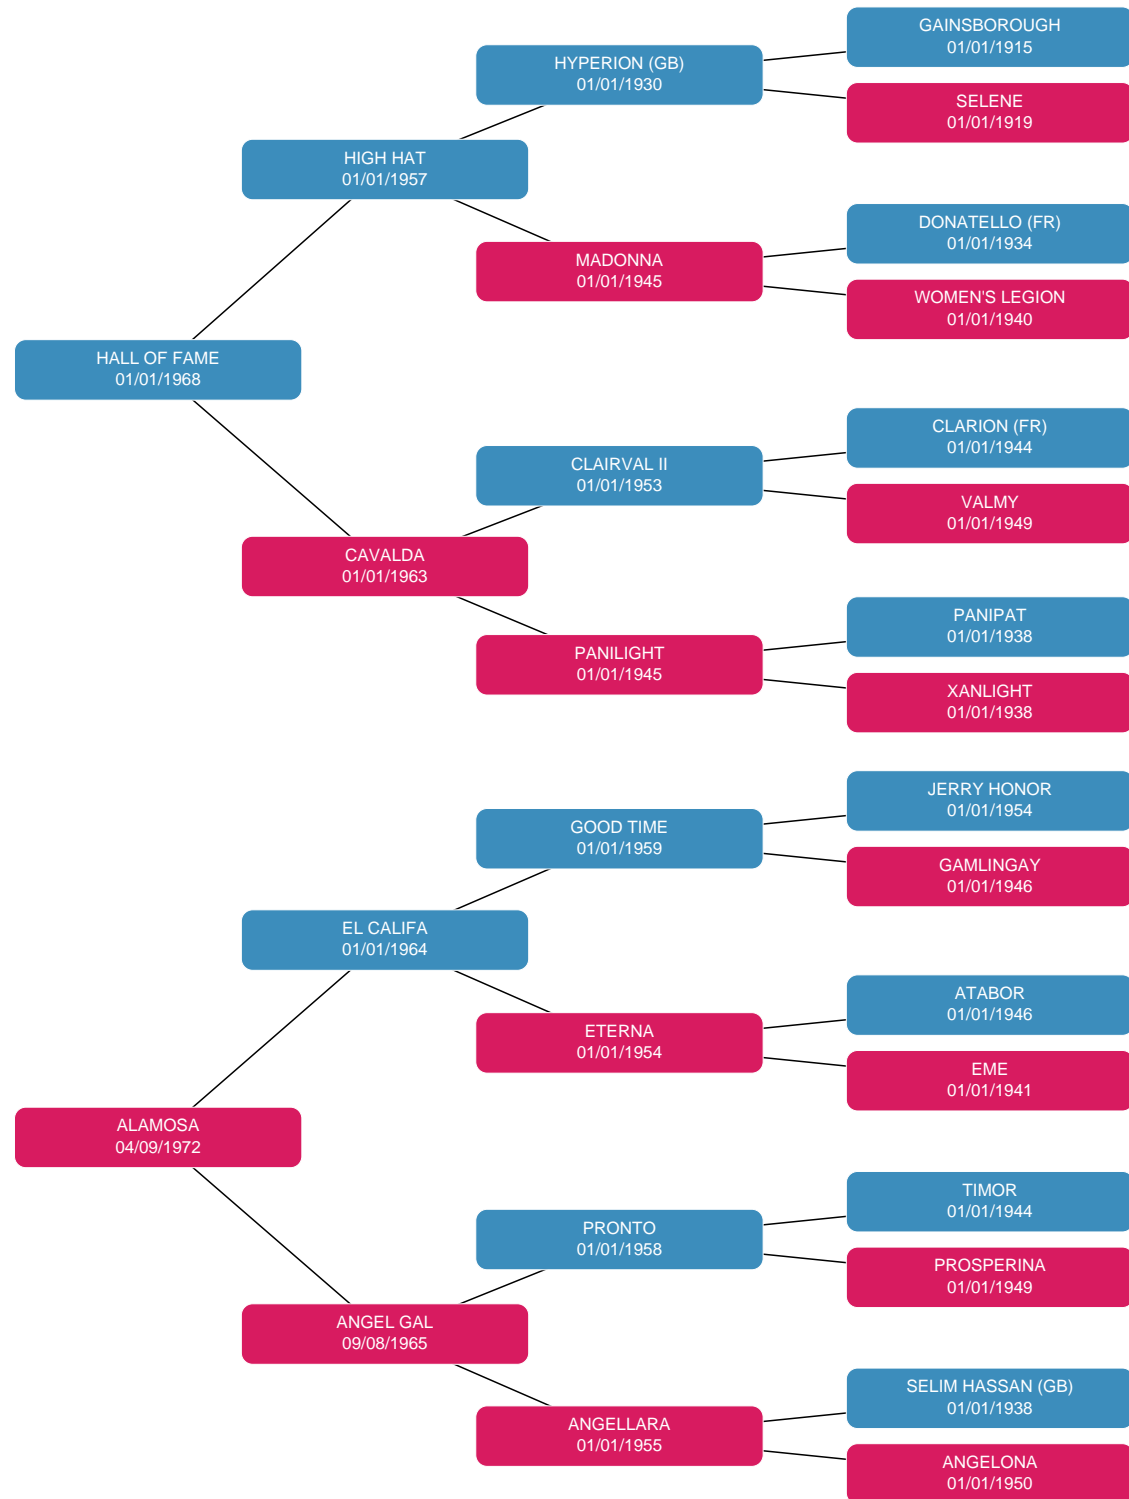 GAINSBOROUGH
01/01/1915
HYPERION (GB)
01/01/1930
SELENE
01/01/1919
HIGH HAT
01/01/1957
DONATELLO (FR)
01/01/1934
MADONNA
01/01/1945
WOMEN'S LEGION
01/01/1940
HALL OF FAME
01/01/1968
CLARION (FR)
01/01/1944
CLAIRVAL II
01/01/1953
VALMY
01/01/1949
CAVALDA
01/01/1963
PANIPAT
01/01/1938
PANILIGHT
01/01/1945
XANLIGHT
01/01/1938
JERRY HONOR
01/01/1954
GOOD TIME
01/01/1959
GAMLINGAY
01/01/1946
EL CALIFA
01/01/1964
ATABOR
01/01/1946
ETERNA
01/01/1954
EME
01/01/1941
ALAMOSA
04/09/1972
TIMOR
01/01/1944
PRONTO
01/01/1958
PROSPERINA
01/01/1949
ANGEL GAL
09/08/1965
SELIM HASSAN (GB)
01/01/1938
ANGELLARA
01/01/1955
ANGELONA
01/01/1950